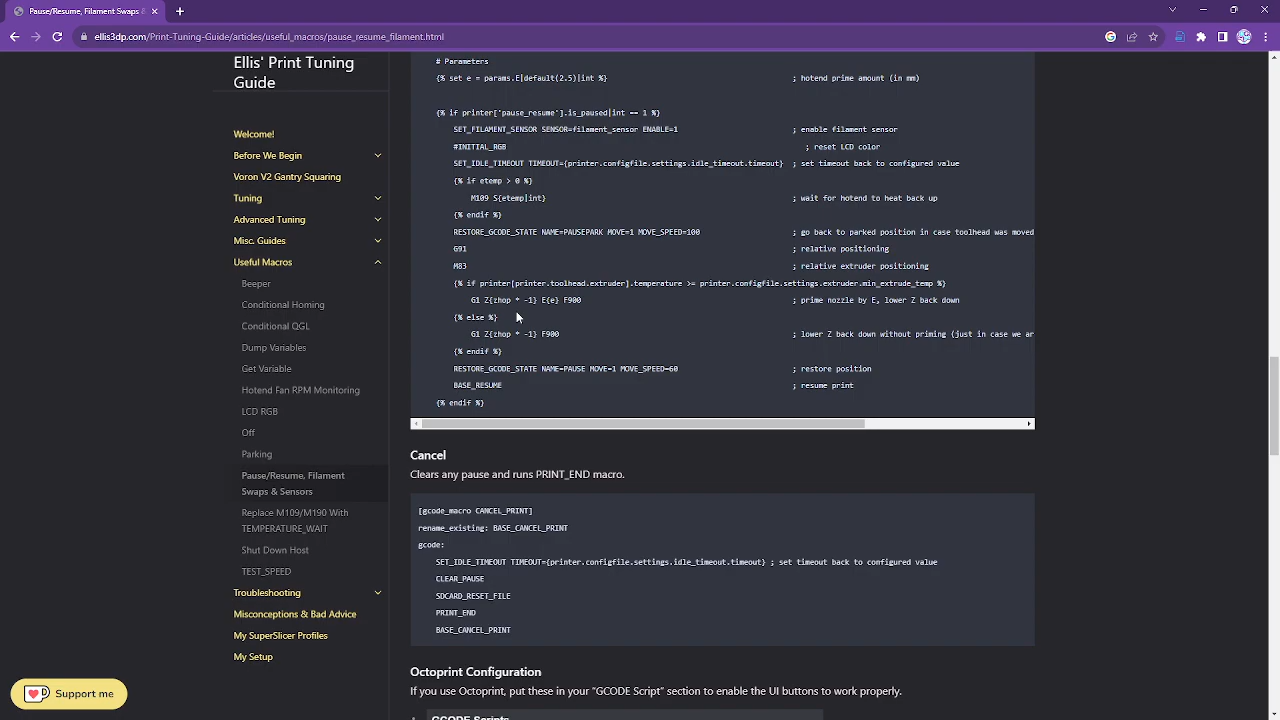 Pause/Resume, Filament Swaps &
ellis3dp.com/Print-Tuning-Guide/articles/useful_macros/pause_resume_filament.html
Ellis' Print Tuning
Guide
Welcome!
Before We Begin
Voron V2 Gantry Squaring
Tuning
Advanced Tuning
Misc. Guides
Useful Macros
Beeper
Conditional Homing
Conditional QGL
Dump Variables
Get Variable
Hotend Fan RPM Monitoring
LCD RGB
Off
Parking
Pause/Resume, Filament
Swaps & Sensors
Replace M109/M190 With
TEMPERATURE_WAIT
Shut Down Host
TEST_SPEED
Troubleshooting
Misconceptions & Bad Advice
My SuperSlicer Profiles
My Setup
Support me
# Parameters
{% set e = params.E|default(2.5)|int %} ; hotend prime amount (in mm)
{% if printer['pause_resume'].is_paused|int == 1 %}
SET_FILAMENT_SENSOR SENSOR=filament_sensor ENABLE=1 ; enable filament sensor
#INITIAL_RGB ; reset LCD color
SET_IDLE_TIMEOUT TIMEOUT={printer.configfile.settings.idle_timeout.timeout} ; set timeout back to configured value
{% if etemp > 0 %}
M109 S{etemp|int} ; wait for hotend to heat back up
{% endif %}
RESTORE_GCODE_STATE NAME=PAUSEPARK MOVE=1 MOVE_SPEED=100 ; go back to parked position in case toolhead was moved
G91 ; relative positioning
M83 ; relative extruder positioning
{% if printer[printer.toolhead.extruder].temperature >= printer.configfile.settings.extruder.min_extrude_temp %}
G1 Z{zhop * -1} E{e} F900 ; prime nozzle by E, lower Z back down
{% else %}
G1 Z{zhop * -1} F900 ; lower Z back down without priming (just in case we ar
{% endif %}
RESTORE_GCODE_STATE NAME=PAUSE MOVE=1 MOVE_SPEED=60 ; restore position
BASE_RESUME ; resume print
{% endif %}
Cancel
Clears any pause and runs PRINT_END macro.
[gcode_macro CANCEL_PRINT]
rename_existing: BASE_CANCEL_PRINT
gcode:
SET_IDLE_TIMEOUT TIMEOUT={printer.configfile.settings.idle_timeout.timeout} ; set timeout back to configured value
CLEAR_PAUSE
SDCARD_RESET_FILE
PRINT_END
BASE_CANCEL_PRINT
Octoprint Configuration
If you use Octoprint, put these in your "GCODE Script" section to enable the UI buttons to work properly.
GCODE Scripts